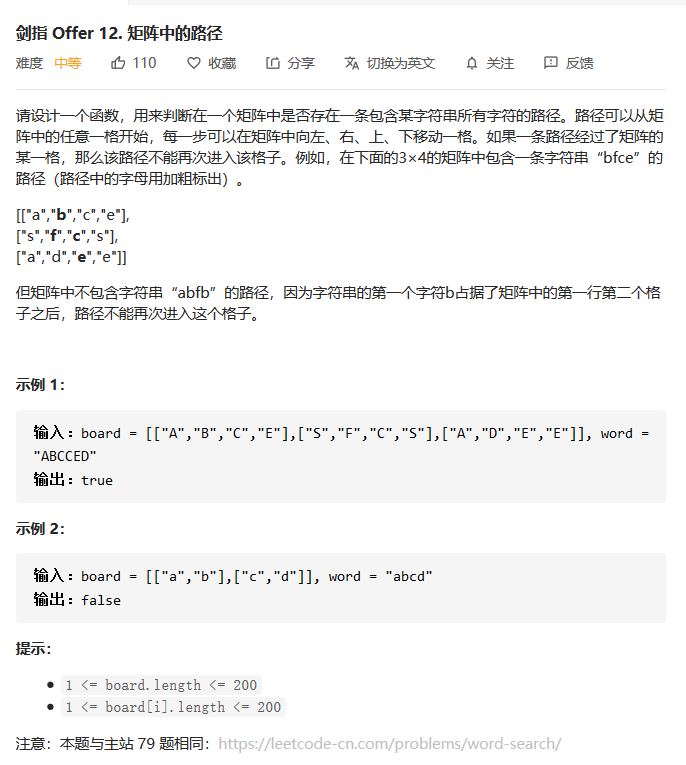 剑指 Offer 12. 矩阵中的路径
难度 中等 110 收藏 分享 切换为英文 关注 反馈
请设计一个函数，用来判断在一个矩阵中是否存在一条包含某字符串所有字符的路径。路径可以从矩
阵中的任意一格开始，每一步可以在矩阵中向左、右、上、下移动一格。如果一条路径经过了矩阵的
某一格，那么该路径不能再次进入该格子。例如，在下面的3×4的矩阵中包含一条字符串“bfce”的
路径（路径中的字母用加粗标出）。
[["a","b","c","e"],
["s","f","c","s"],
["a","d","e","e"]]
但矩阵中不包含字符串“abfb”的路径，因为字符串的第一个字符b占据了矩阵中的第一行第二个格
子之后，路径不能再次进入这个格子。
示例 1：
输入：board = [["A","B","C","E"],["S","F","C","S"],["A","D","E","E"]], word =
"ABCCED"
输出：true
示例 2：
输入：board = [["a","b"],["c","d"]], word = "abcd"
输出：false
提示：
1 <= board.length <= 200
1 <= board[i].length <= 200
注意：本题与主站 79 题相同：https://leetcode-cn.com/problems/word-search/